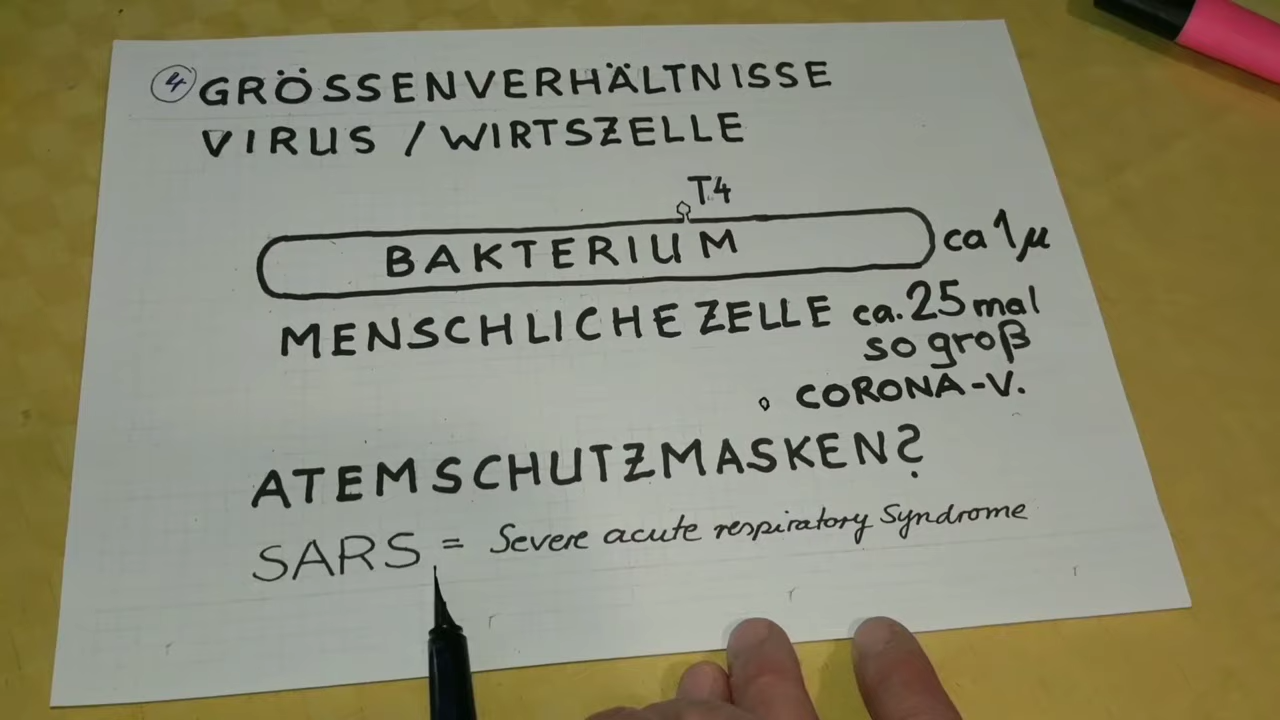 ④ GRÖSSENVERHÄLTNISSE
VIRUS / WIRTSZELLE
T4
BAKTERIUM ca 1 µ
MENSCHLICHE ZELLE ca. 25 mal
so groß
CORONA-V.
ATEMSCHUTZMASKEN?
SARS = Severe acute respiratory Syndrome